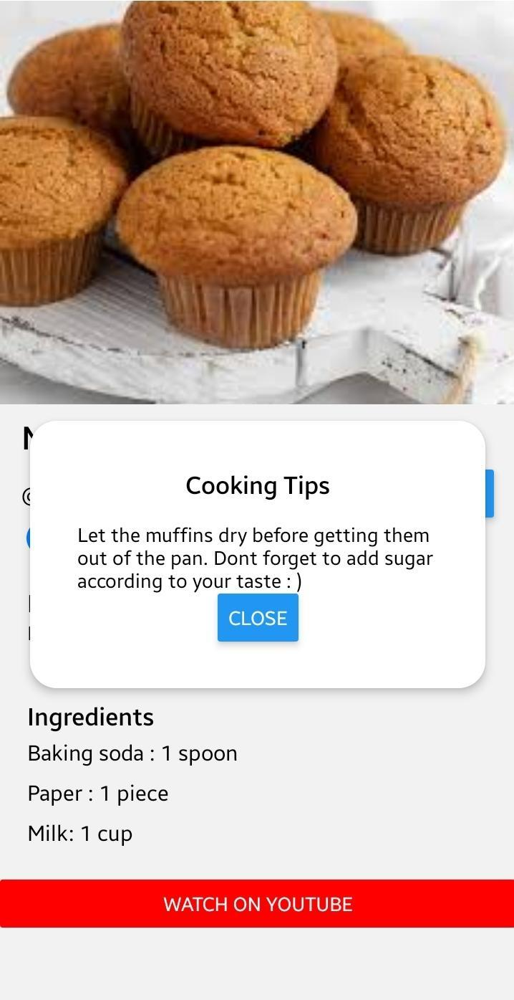 Cooking Tips
Let the muffins dry before getting them
out of the pan. Dont forget to add sugar
according to your taste : )
CLOSE
Ingredients
Baking soda : 1 spoon
Paper : 1 piece
Milk: 1 cup
WATCH ON YOUTUBE